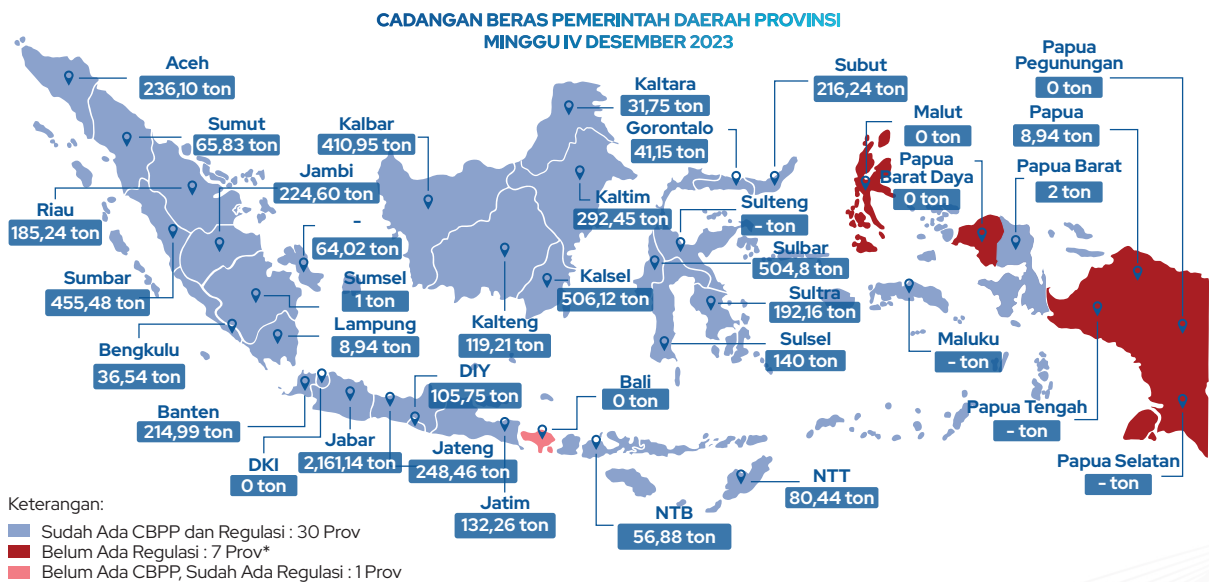 CADANGAN BERAS PEMERINTAH DAERAH PROVINSI
MINGGU IV DESEMBER 2023
Aceh
236,10 ton
Sumut
65,83 ton
Jambi
224,60 ton
-
64,02 ton
Riau
185,24 ton
Sumbar
455,48 ton
Sumsel
1 ton
Lampung
8,94 ton
Bengkulu
36,54 ton
Banten
214,99 ton
DKI
0 ton
Jabar
2,161,14 ton
DIY
105,75 ton
Jateng
248,46 ton
Jatim
132,26 ton
Bali
0 ton
NTB
56,88 ton
NTT
80,44 ton
Kalbar
410,95 ton
Kaltara
31,75 ton
Kaltim
292,45 ton
Kalsel
506,12 ton
Kalteng
119,21 ton
Gorontalo
41,15 ton
Subut
216,24 ton
Sulteng
- ton
Sulbar
504,8 ton
Sultra
192,16 ton
Sulsel
140 ton
Malut
0 ton
Papua
Barat Daya
0 ton
Papua
Pegunungan
0 ton
Papua
8,94 ton
Papua Barat
2 ton
Maluku
- ton
Papua Tengah
- ton
Papua Selatan
- ton
Keterangan:
Sudah Ada CBPP dan Regulasi : 30 Prov
Belum Ada Regulasi : 7 Prov*
Belum Ada CBPP, Sudah Ada Regulasi : 1 Prov